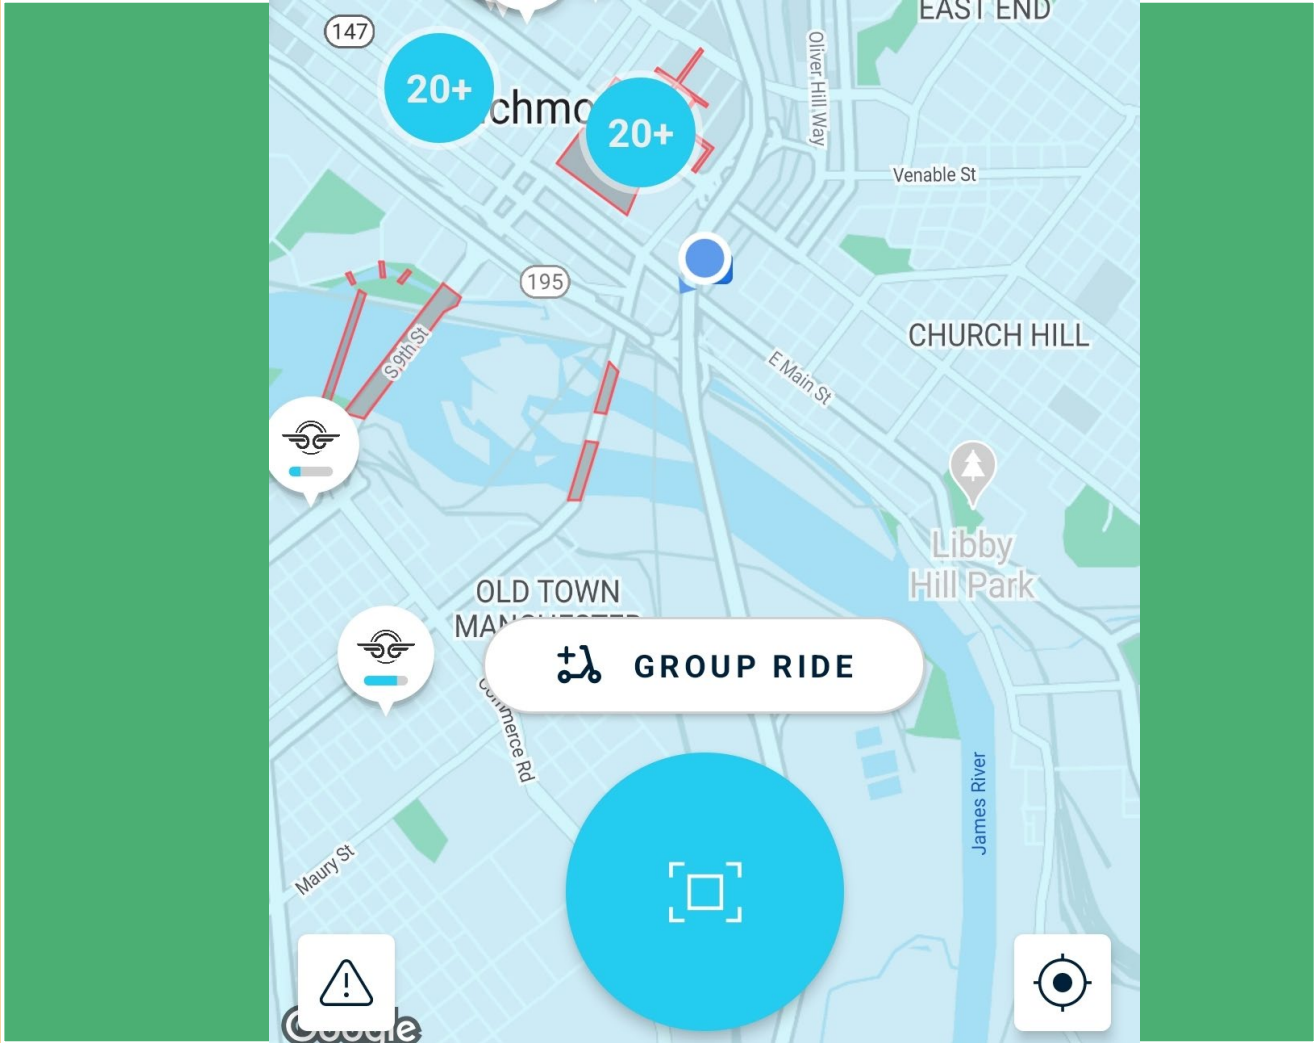 EAST END
147
Oliver Hill Way
20+
chmo
20+
Venable St
195
CHURCH HILL
S 9th St
E Main St
Libby
Hill Park
OLD TOWN
GROUP RIDE
Commerce Rd
James River
Maury St
Google